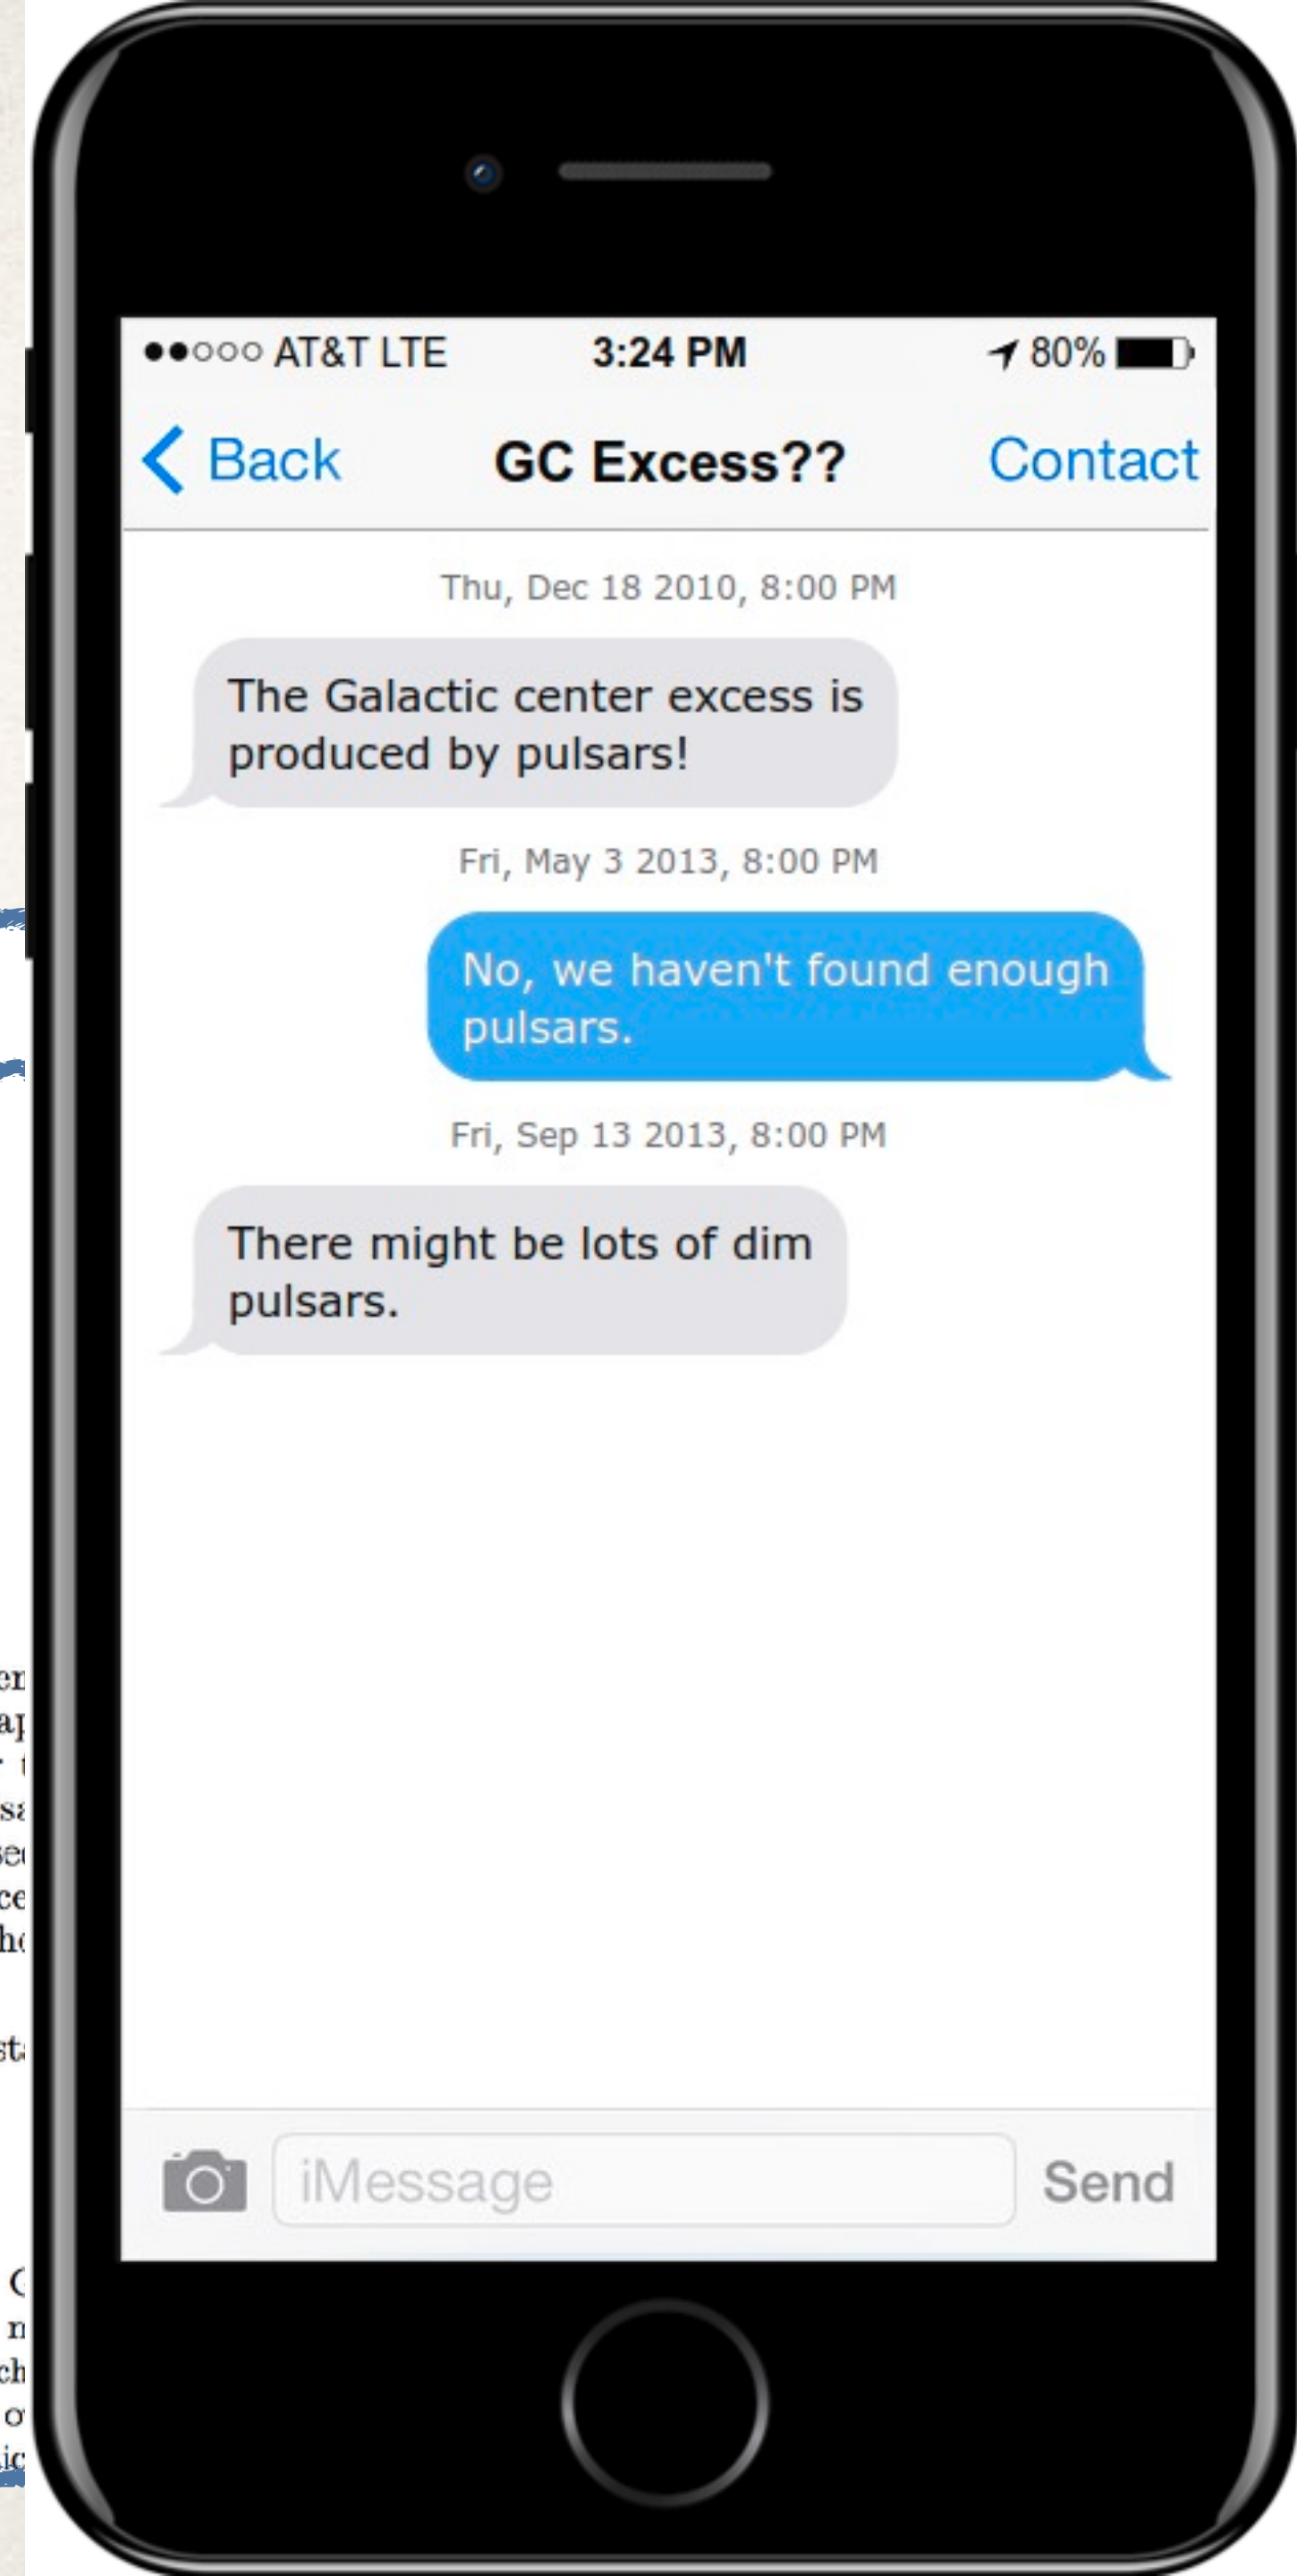 ●●○○○ AT&T LTE 3:24 PM 80%
Back GC Excess?? Contact
Thu, Dec 18 2010, 8:00 PM
The Galactic center excess is
produced by pulsars!
Fri, May 3 2013, 8:00 PM
No, we haven't found enough
pulsars.
Fri, Sep 13 2013, 8:00 PM
There might be lots of dim
pulsars.
iMessage Send